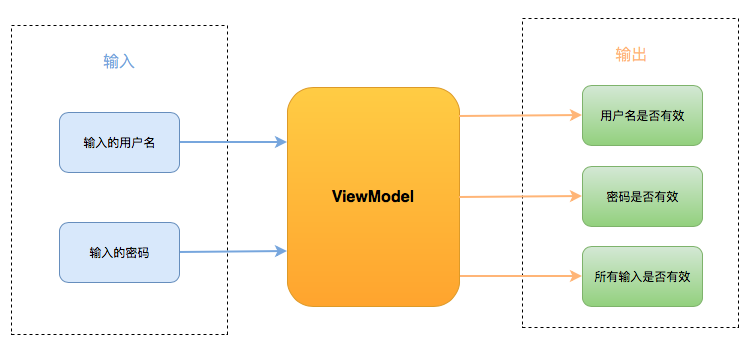 输入
输入的用户名
输入的密码
ViewModel
输出
用户名是否有效
密码是否有效
所有输入是否有效